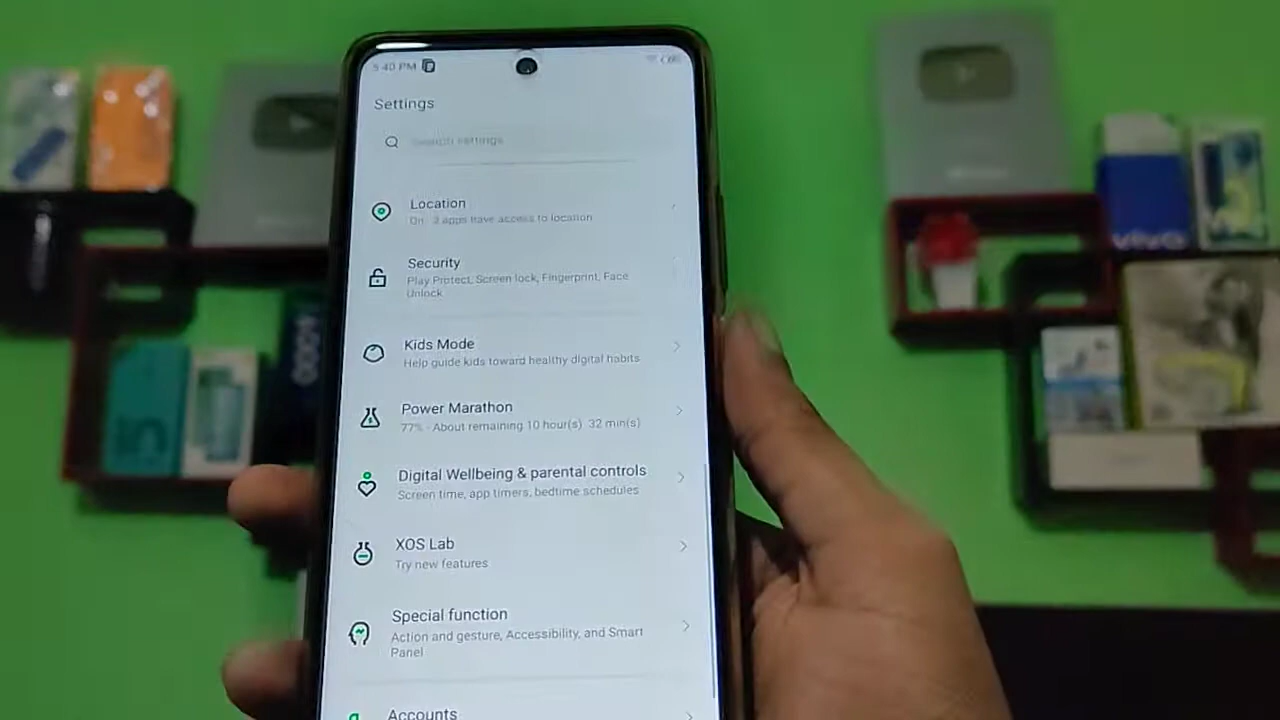 5:40 PM
Settings
Search settings
Location
On · 3 apps have access to location
Security
Play Protect, Screen lock, Fingerprint, Face
Unlock
Kids Mode
Help guide kids toward healthy digital habits
Power Marathon
77% · About remaining 10 hour(s) 32 min(s)
Digital Wellbeing & parental controls
Screen time, app timers, bedtime schedules
XOS Lab
Try new features
Special function
Action and gesture, Accessibility, and Smart
Panel
Accounts
vivo